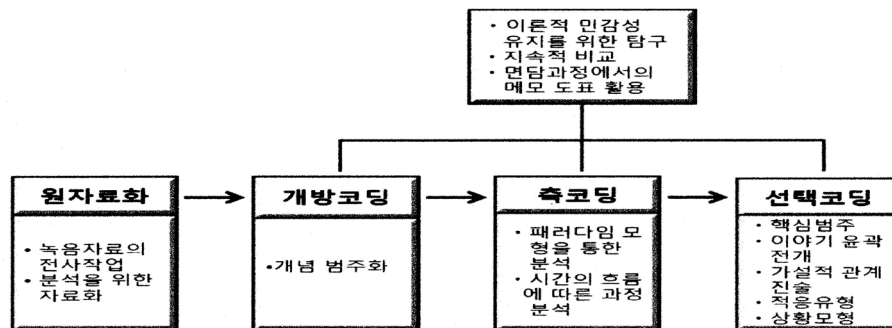 • 이론적 민감성
유지를 위한 탐구
• 지속적 비교
• 면담과정에서의
메모 도표 활용
원자료화
개방코딩
축코딩
선택코딩
• 녹음자료의
전사작업
• 분석을 위한
자료화
•개념 범주화
• 패러다임 모
형을 통한
분석
• 시간의 흐름
에 따른 과정
분석
• 핵심범주
• 이야기 윤곽
전개
• 가설적 관계
진술
• 적응유형
• 상황모형